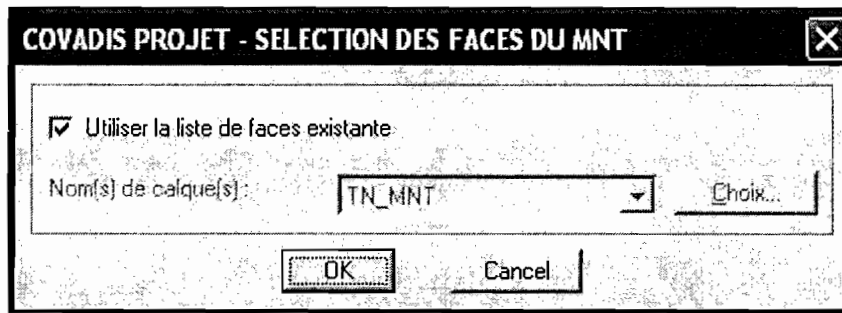 COVADIS PROJET - SELECTION DES FACES DU MNT
Utiliser la liste de faces existante
Nom(s) de calque(s) : TN_MNT Choix...
OK Cancel